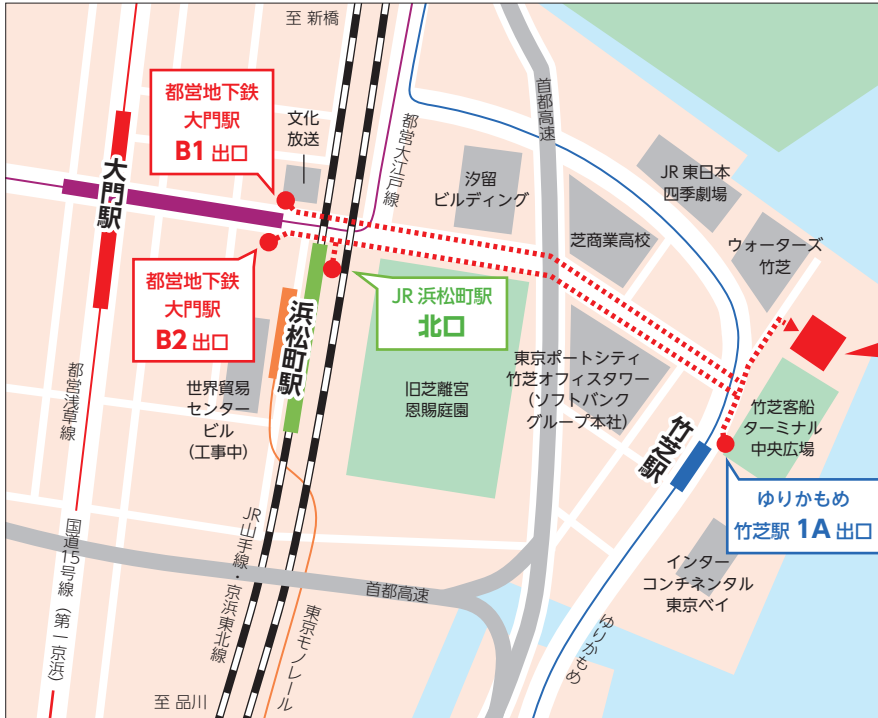 至 新橋
都営地下鉄
大門駅
B1 出口
文化
放送
都営大江戸線
首都高速
汐留
ビルディング
JR 東日本
四季劇場
芝商業高校
ウォーターズ
竹芝
大門駅
都営地下鉄
大門駅
B2 出口
浜松町駅
JR 浜松町駅
北口
世界貿易
センター
ビル
(工事中)
旧芝離宮
恩賜庭園
東京ポートシティ
竹芝オフィスタワー
(ソフトバンク
グループ本社)
竹芝駅
竹芝客船
ターミナル
中央広場
ゆりかもめ
竹芝駅 1A 出口
都営浅草線
国道15号線(第一京浜)
JR山手線・京浜東北線
東京モノレール
首都高速
インター
コンチネンタル
東京ベイ
ゆりかもめ
至 品川